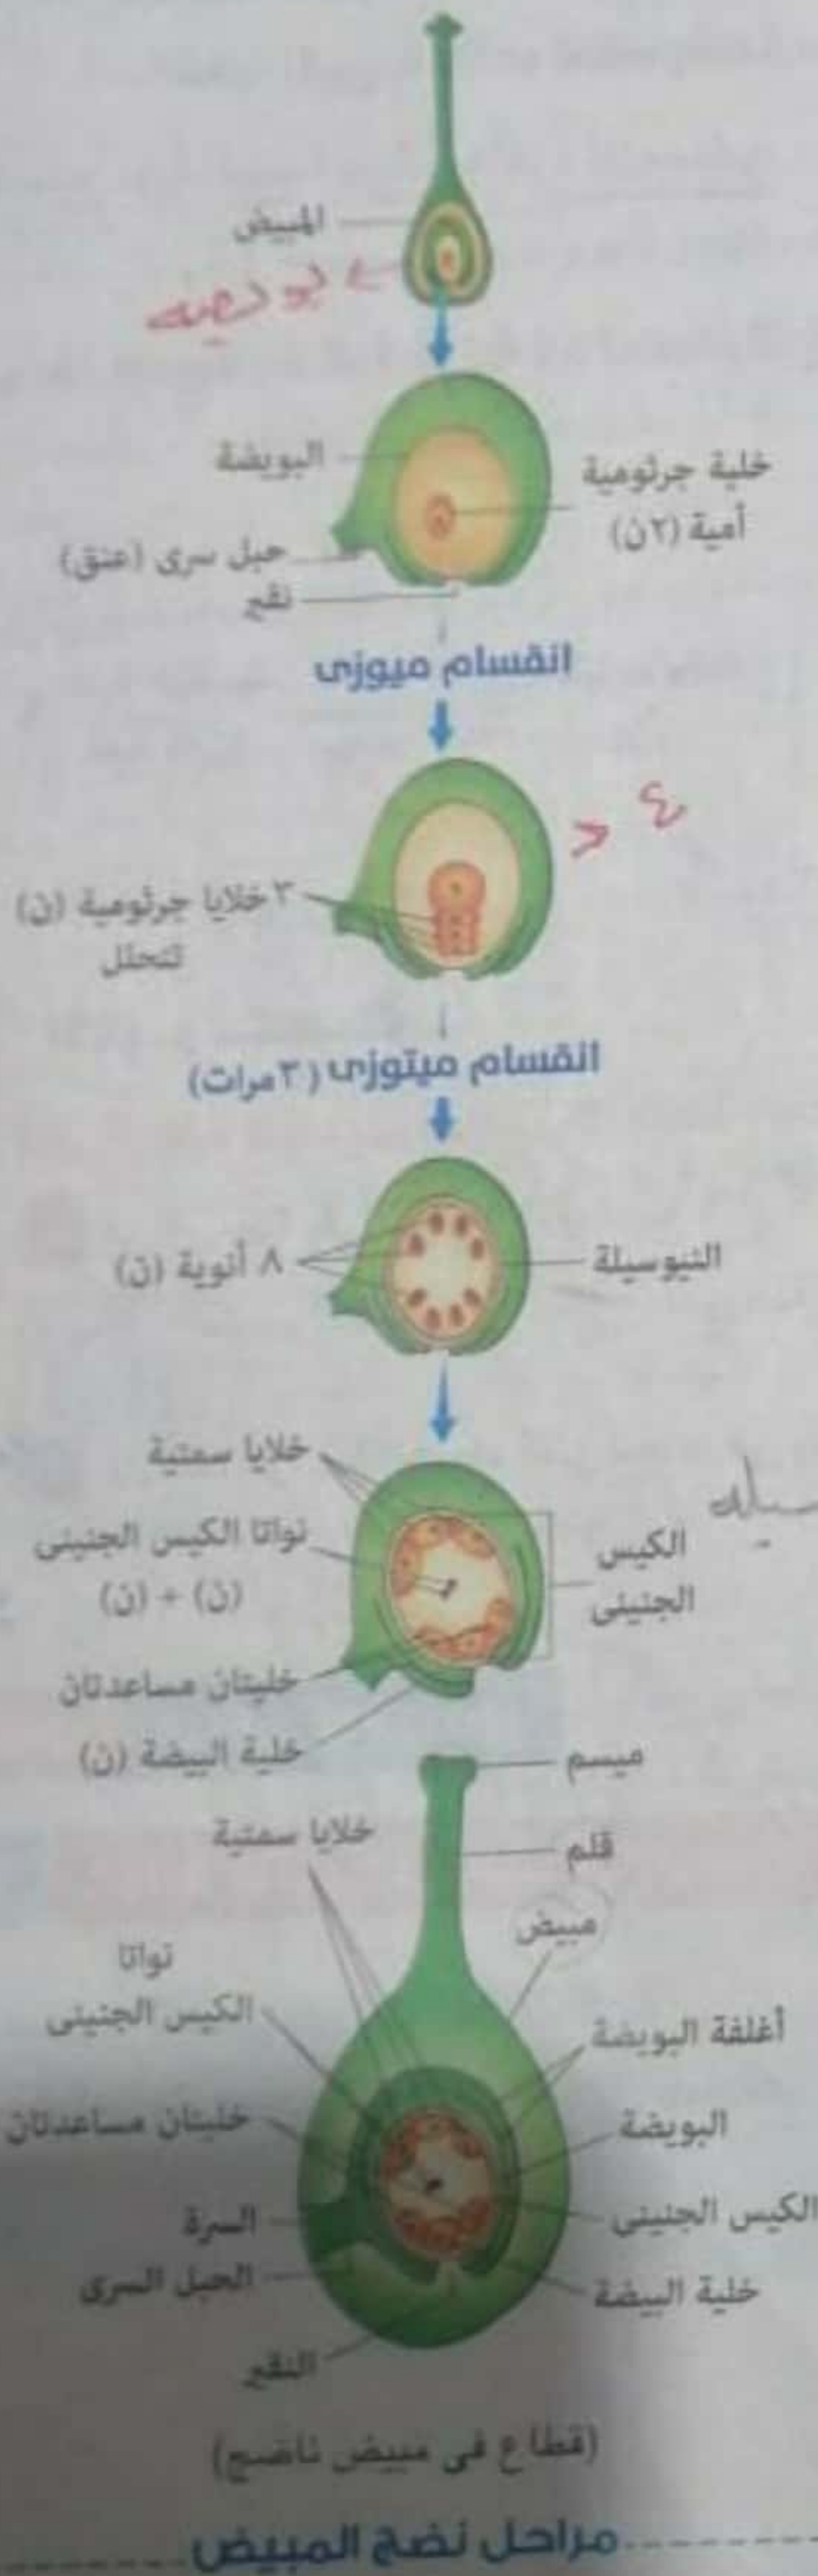 المبيض
بويضه
البويضة
خلية جرثومية
أمية (٢ن)
حبل سرى (عنق)
نقير
انقسام ميوزى
٤
٣ خلايا جرثومية (ن)
تتحلل
انقسام ميتوزى (٣ مرات)
٨ أنوية (ن)
النيوسيلة
خلايا سمتية
نواتا الكيس الجنينى
(ن) + (ن)
الكيس
الجنينى
خليتان مساعدتان
خلية البيضة (ن)
ميسم
خلايا سمتية
قلم
مبيض
نواتا
الكيس الجنينى
أغلفة البويضة
خليتان مساعدتان
البويضة
السرة
الكيس الجنينى
الحبل السرى
خلية البيضة
النقير
(قطاع فى مبيض ناضج)
مراحل نضج المبيض